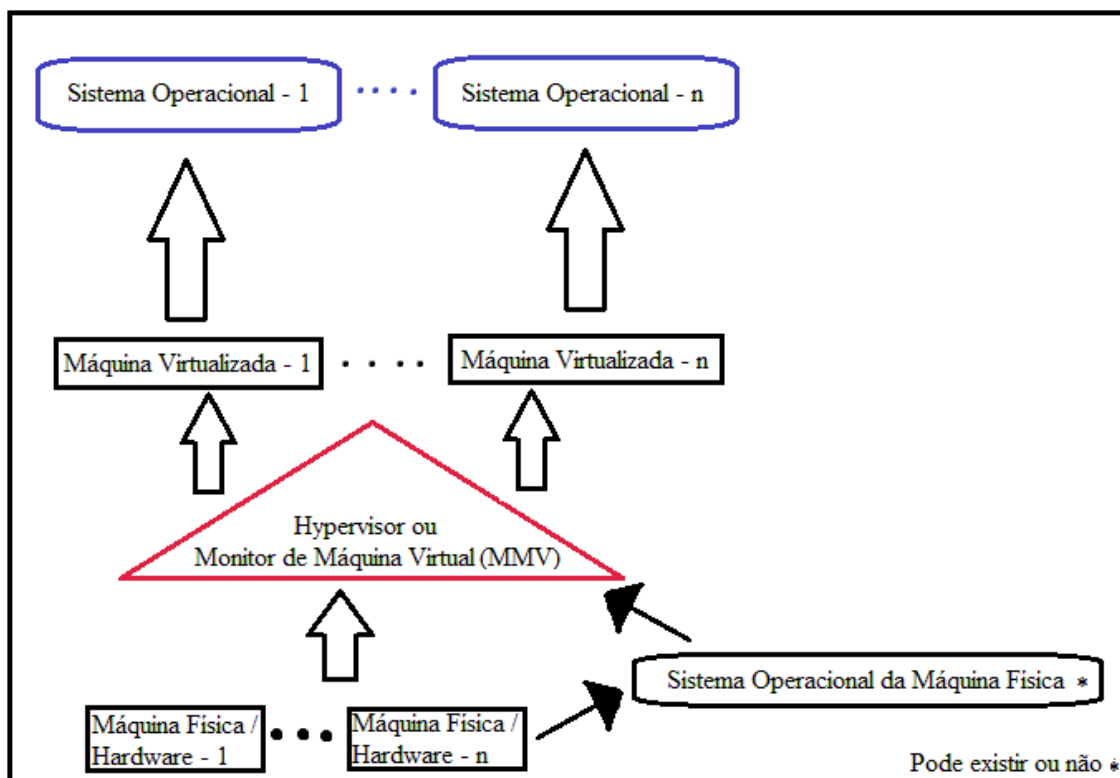 Sistema Operacional - 1
Sistema Operacional - n
Máquina Virtualizada - 1
Máquina Virtualizada - n
Hypervisor ou
Monitor de Máquina Virtual (MMV)
Sistema Operacional da Máquina Física *
Máquina Física /
Hardware - 1
Máquina Física /
Hardware - n
Pode existir ou não *